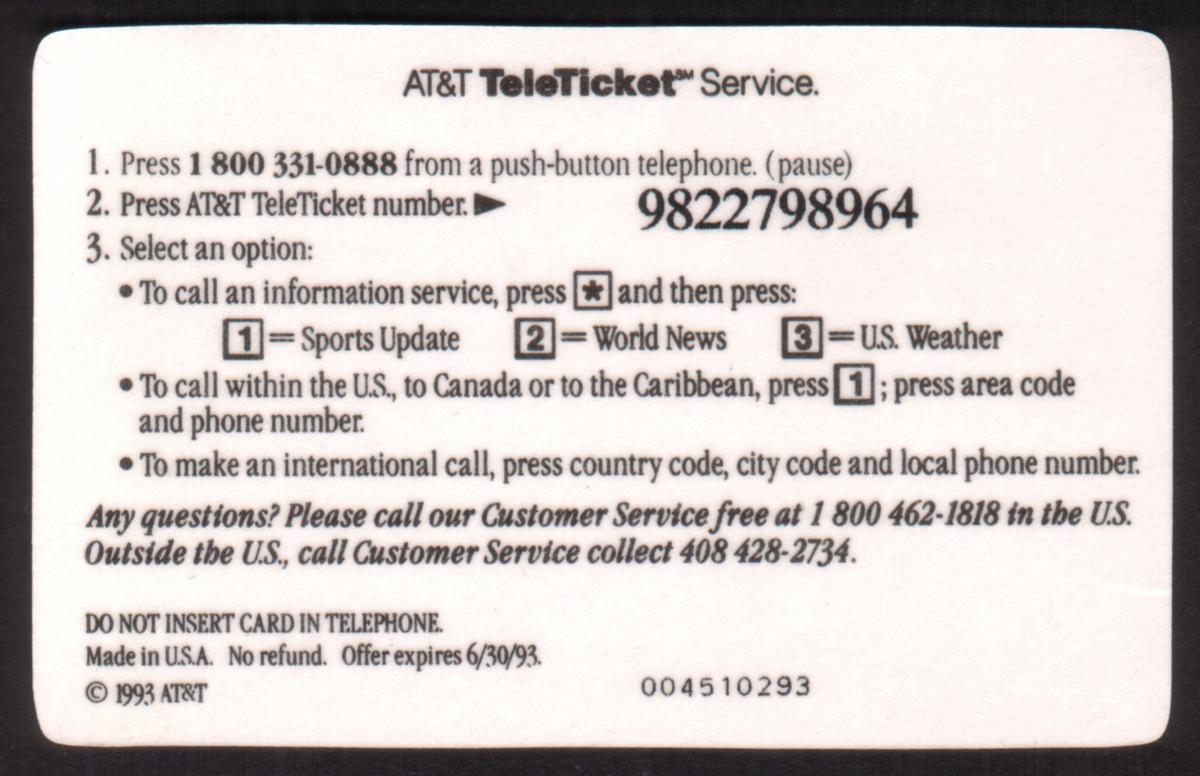 AT&T TeleTicket℠ Service.
1. Press 1 800 331-0888 from a push-button telephone. (pause)
2. Press AT&T TeleTicket number. ▶ 9822798964
3. Select an option:
• To call an information service, press * and then press:
1 = Sports Update 2 = World News 3 = U.S. Weather
• To call within the U.S., to Canada or to the Caribbean, press 1 ; press area code
and phone number.
• To make an international call, press country code, city code and local phone number.
Any questions? Please call our Customer Service free at 1 800 462-1818 in the U.S.
Outside the U.S., call Customer Service collect 408 428-2734.
DO NOT INSERT CARD IN TELEPHONE.
Made in U.S.A. No refund. Offer expires 6/30/93.
© 1993 AT&T 004510293